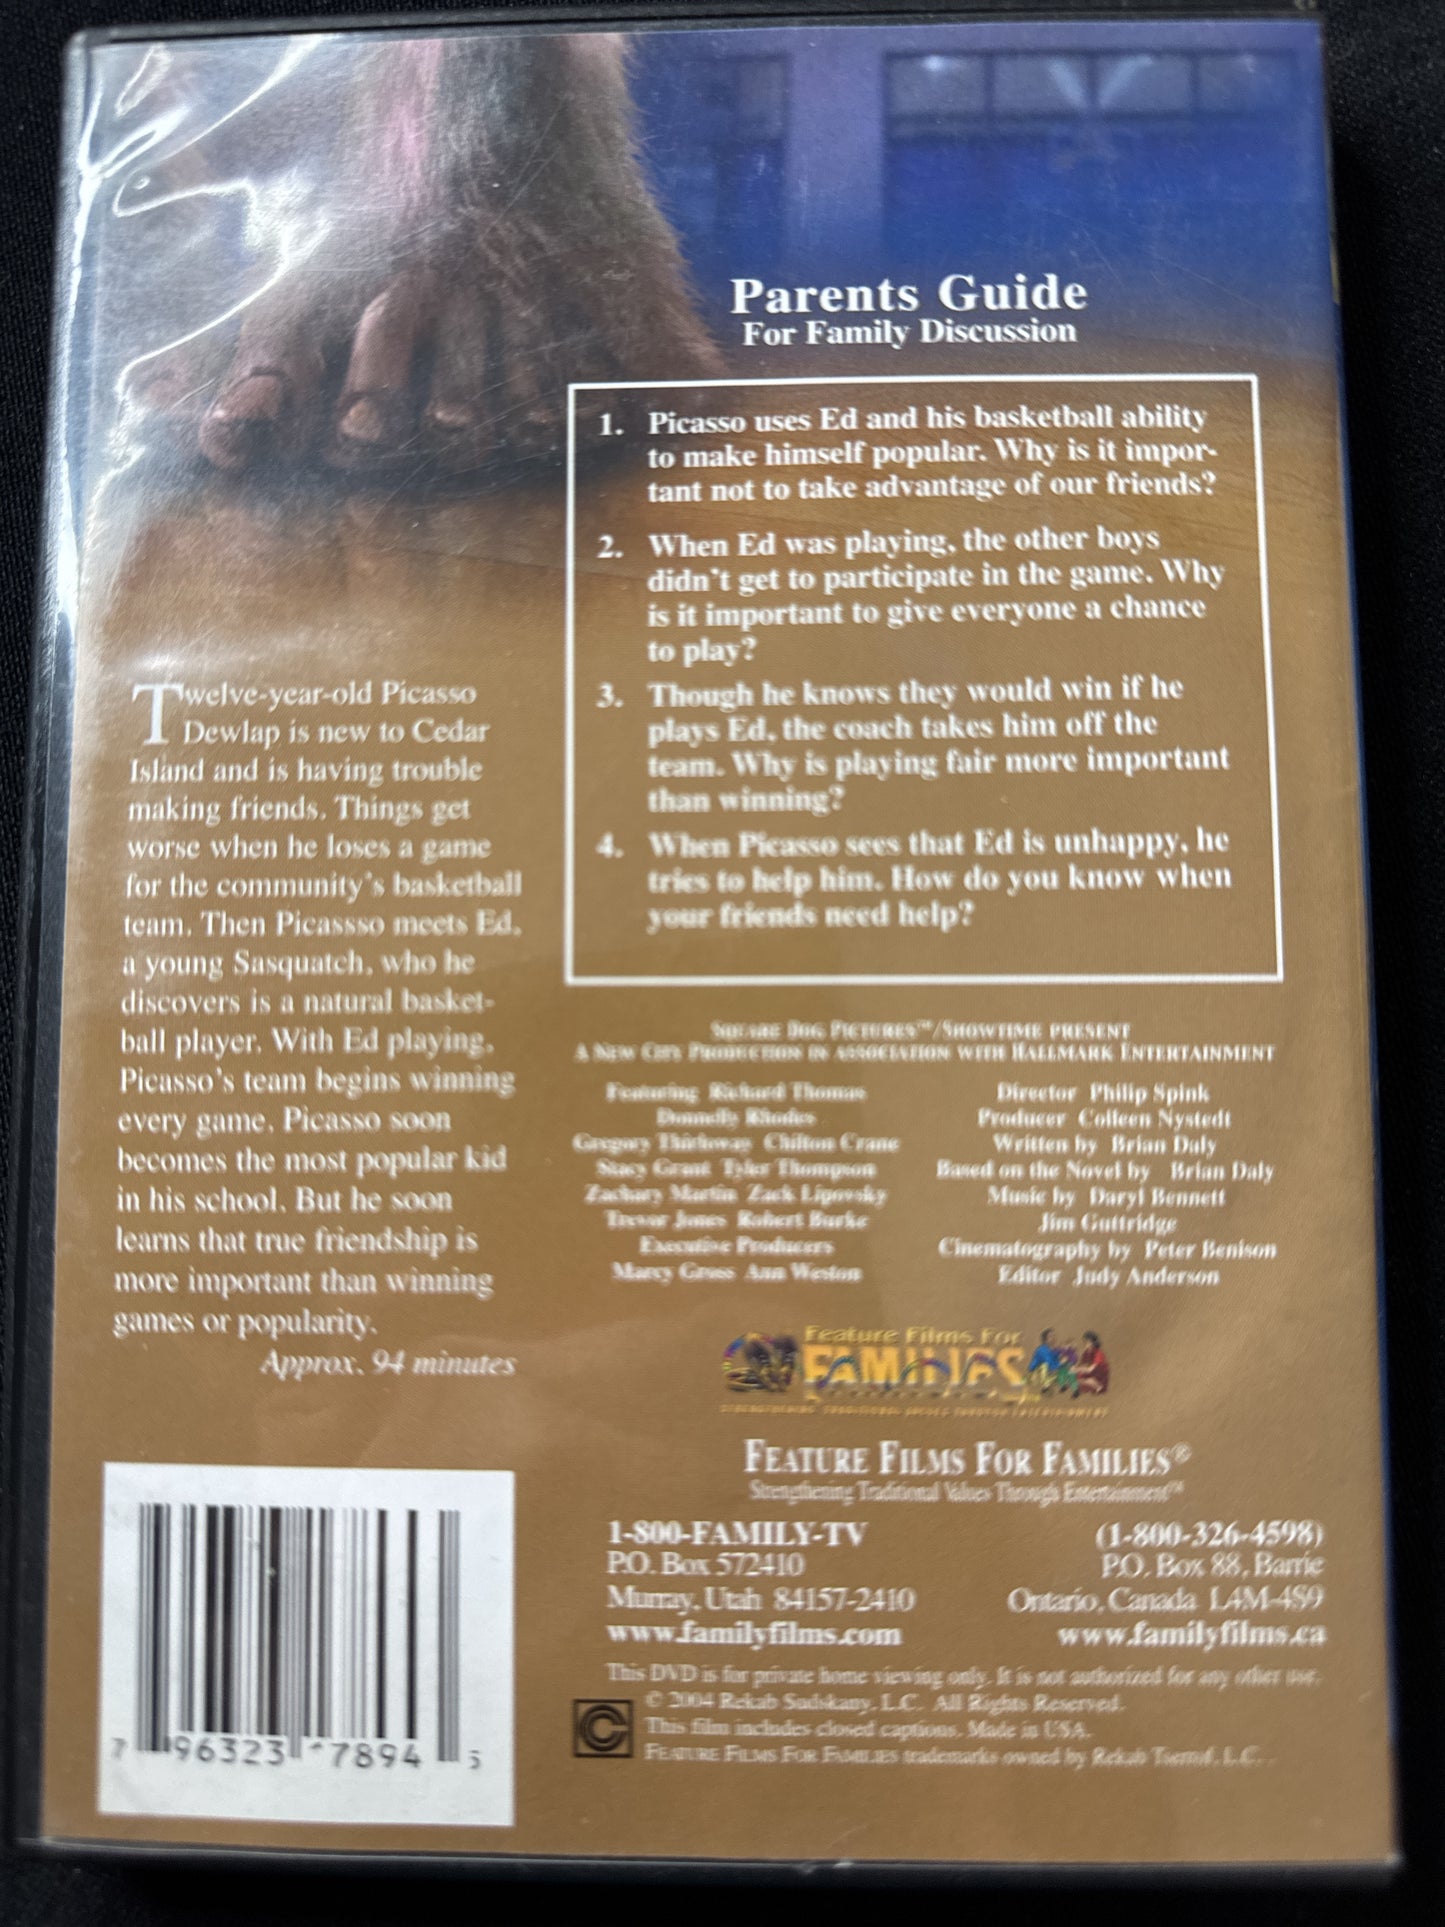 Parents Guide
For Family Discussion
1. Picasso uses Ed and his basketball ability
to make himself popular. Why is it impor-
tant not to take advantage of our friends?
2. When Ed was playing, the other boys
didn't get to participate in the game. Why
is it important to give everyone a chance
to play?
3. Though he knows they would win if he
plays Ed, the coach takes him off the
team. Why is playing fair more important
than winning?
4. When Picasso sees that Ed is unhappy, he
tries to help him. How do you know when
your friends need help?
Twelve-year-old Picasso
Dewlap is new to Cedar
Island and is having trouble
making friends. Things get
worse when he loses a game
for the community's basketball
team. Then Picassso meets Ed,
a young Sasquatch, who he
discovers is a natural basket-
ball player. With Ed playing,
Picasso's team begins winning
every game. Picasso soon
becomes the most popular kid
in his school. But he soon
learns that true friendship is
more important than winning
games or popularity.
Approx. 94 minutes
SQUARE DOG PICTURES™/SHOWTIME PRESENT
A NEW CITY PRODUCTION IN ASSOCIATION WITH HALLMARK ENTERTAINMENT
Featuring Richard Thomas
Donnelly Rhodes
Gregory Thirloway Chilton Crane
Stacy Grant Tyler Thompson
Zachary Martin Zack Lipovsky
Trevor Jones Robert Burke
Executive Producers
Marcy Gross Ann Weston
Director Philip Spink
Producer Colleen Nystedt
Written by Brian Daly
Based on the Novel by Brian Daly
Music by Daryl Bennett
Jim Guttridge
Cinematography by Peter Benison
Editor Judy Anderson
Feature Films For
FAMILIES
STRENGTHENING TRADITIONAL VALUES THROUGH ENTERTAINMENT
FEATURE FILMS FOR FAMILIES®
Strengthening Traditional Values Through Entertainment™
1-800-FAMILY-TV
P.O. Box 572410
Murray, Utah 84157-2410
www.familyfilms.com
(1-800-326-4598)
P.O. Box 88, Barrie
Ontario, Canada L4M-4S9
www.familyfilms.ca
This DVD is for private home viewing only. It is not authorized for any other use.
© 2004 Rekab Sudskany, L.C. All Rights Reserved.
This film includes closed captions. Made in USA.
FEATURE FILMS FOR FAMILIES trademarks owned by Rekab L.C.
7 96323 17894 5